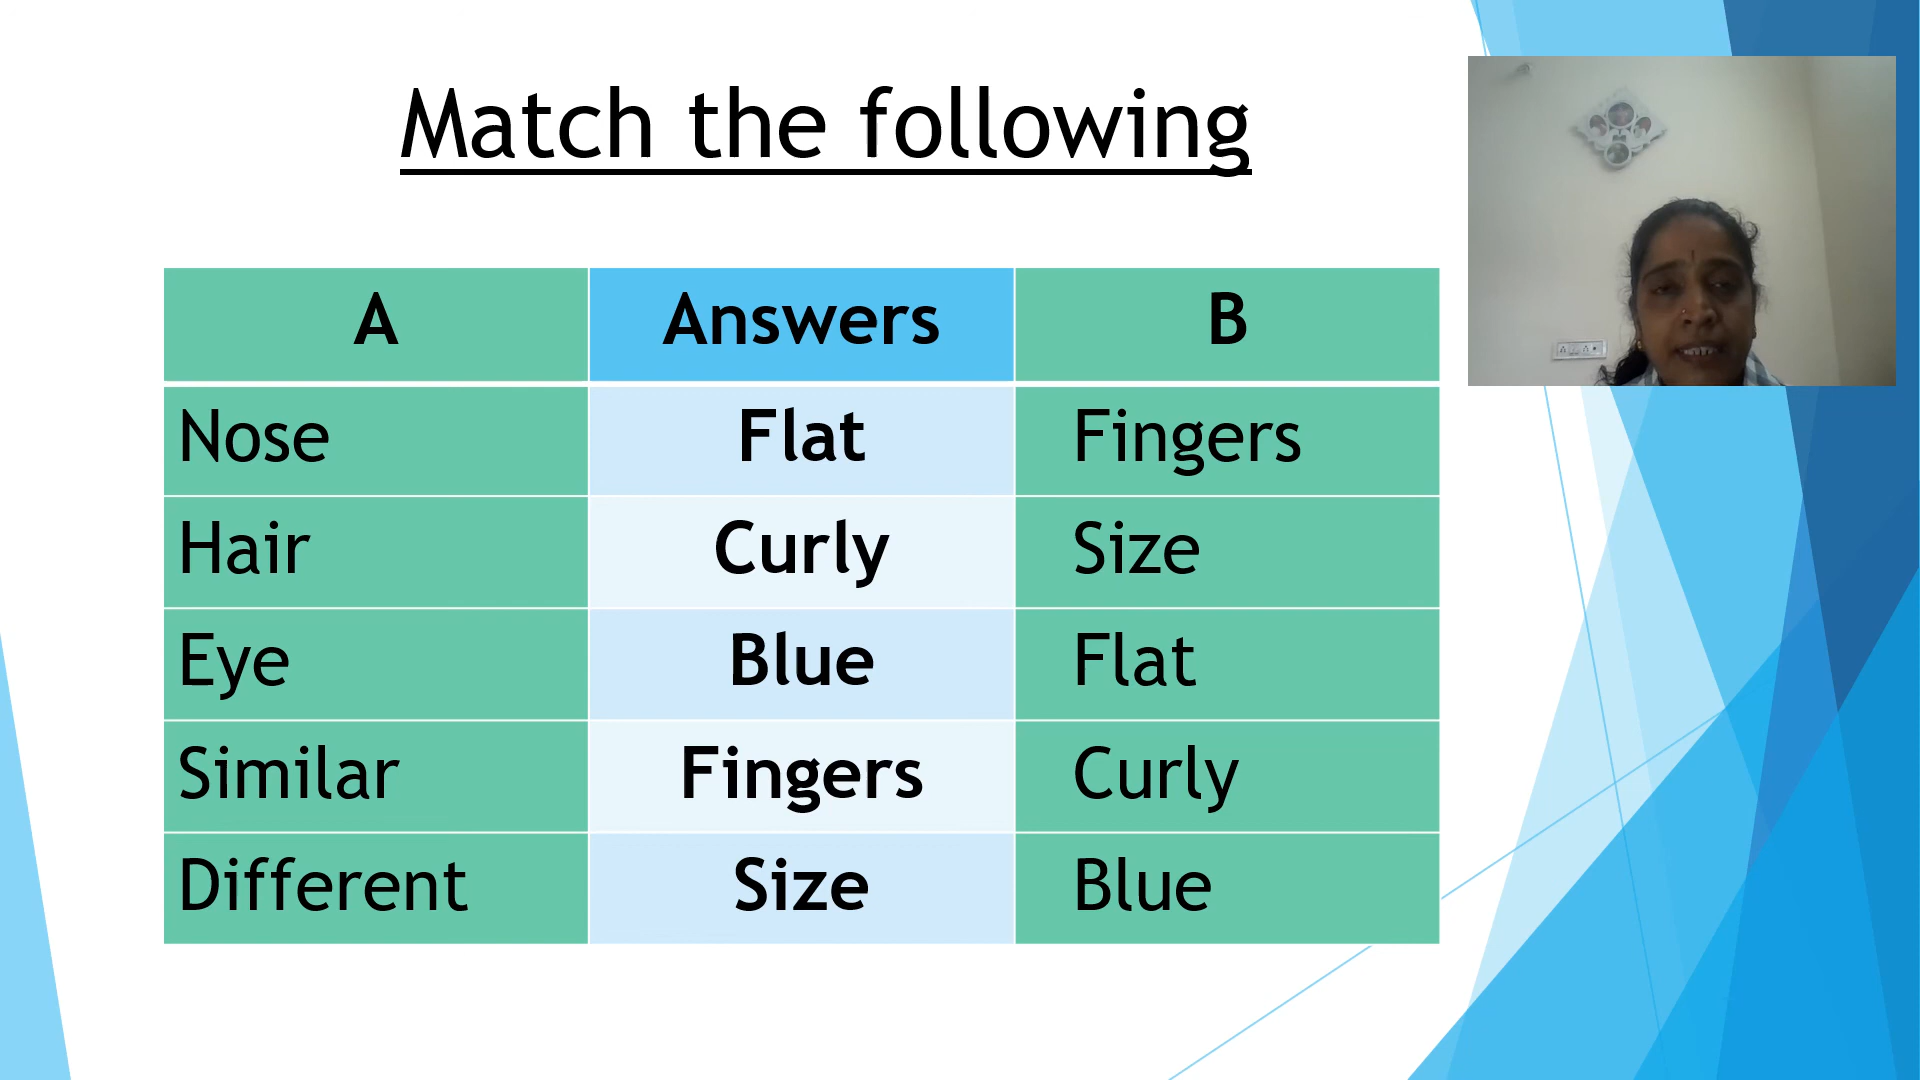 Match the following
A Answers B
Nose Flat Fingers
Hair Curly Size
Eye Blue Flat
Similar Fingers Curly
Different Size Blue